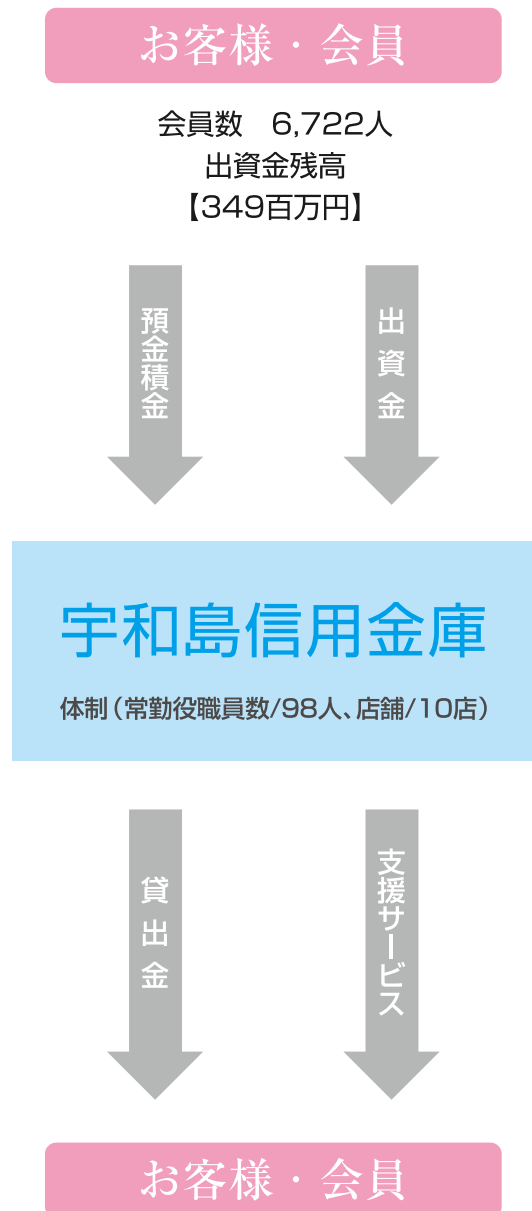 お客様・会員
会員数　6,722人
出資金残高
【349百万円】
預金積金
出資金
宇和島信用金庫
体制（常勤役職員数/98人、店舗/10店）
貸出金
支援サービス
お客様・会員